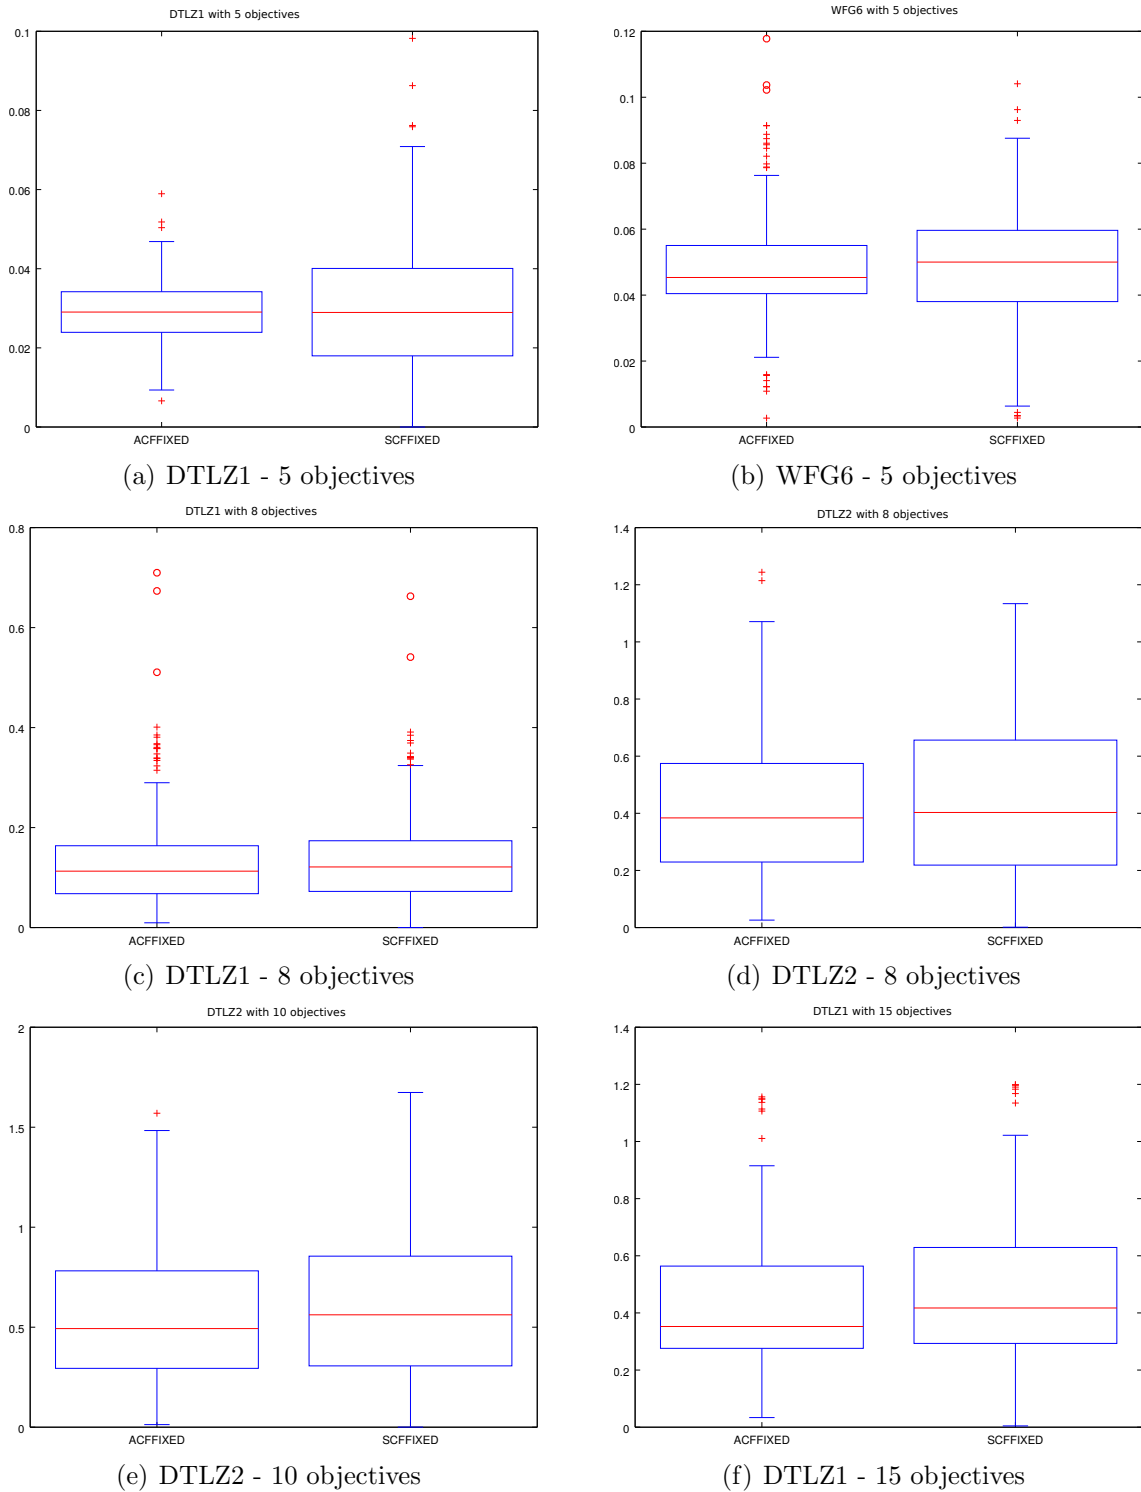 DTLZ1 with 5 objectives
0.1
0.08
0.06
0.04
0.02
0
ACFFIXED SCFFIXED
(a) DTLZ1 - 5 objectives
WFG6 with 5 objectives
0.12
0.1
0.08
0.06
0.04
0.02
0
ACFFIXED SCFFIXED
(b) WFG6 - 5 objectives
DTLZ1 with 8 objectives
0.8
0.6
0.4
0.2
0
ACFFIXED SCFFIXED
(c) DTLZ1 - 8 objectives
DTLZ2 with 8 objectives
1.4
1.2
1
0.8
0.6
0.4
0.2
0
ACFFIXED SCFFIXED
(d) DTLZ2 - 8 objectives
DTLZ2 with 10 objectives
2
1.5
1
0.5
0
ACFFIXED SCFFIXED
(e) DTLZ2 - 10 objectives
DTLZ1 with 15 objectives
1.4
1.2
1
0.8
0.6
0.4
0.2
0
ACFFIXED SCFFIXED
(f) DTLZ1 - 15 objectives